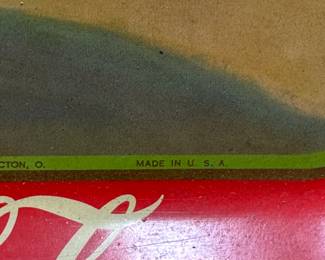 CTON, O. MADE IN U. S. A.